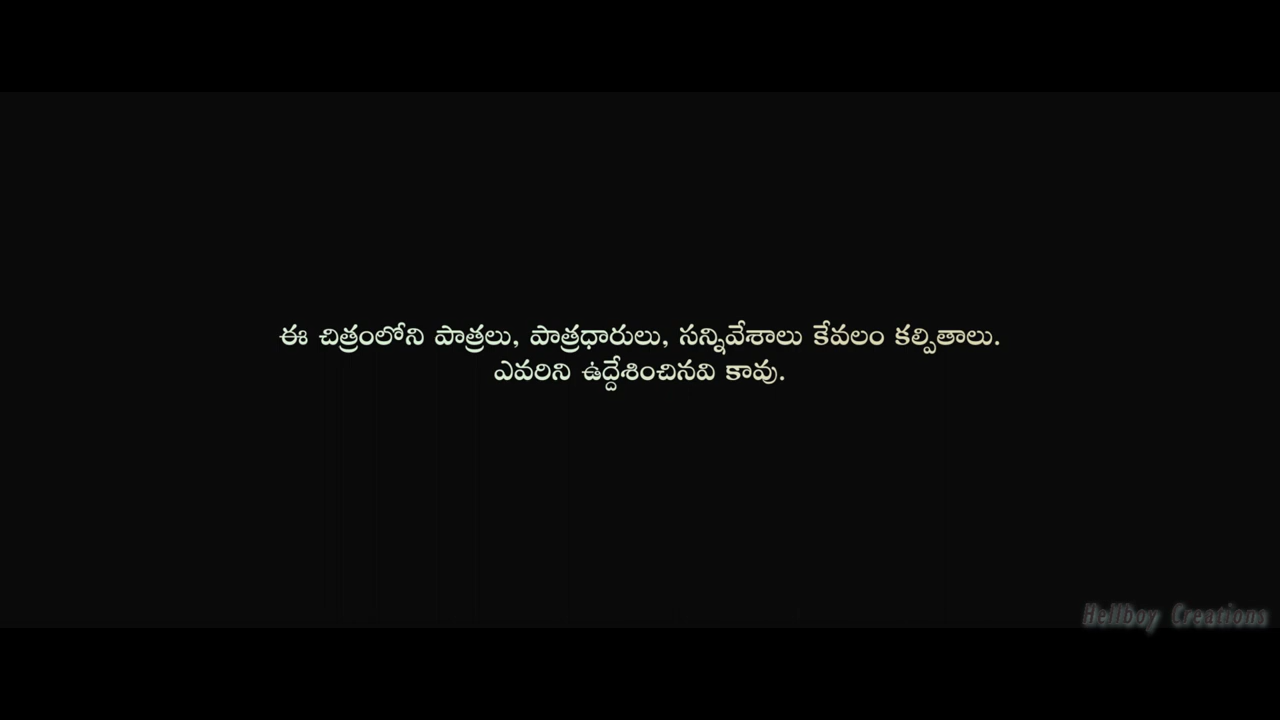 ఈ చిత్రంలోని పాత్రలు, పాత్రధారులు, సన్నివేశాలు కేవలం కల్పితాలు.
ఎవరిని ఉద్దేశించినవి కావు.
Hellboy Creations